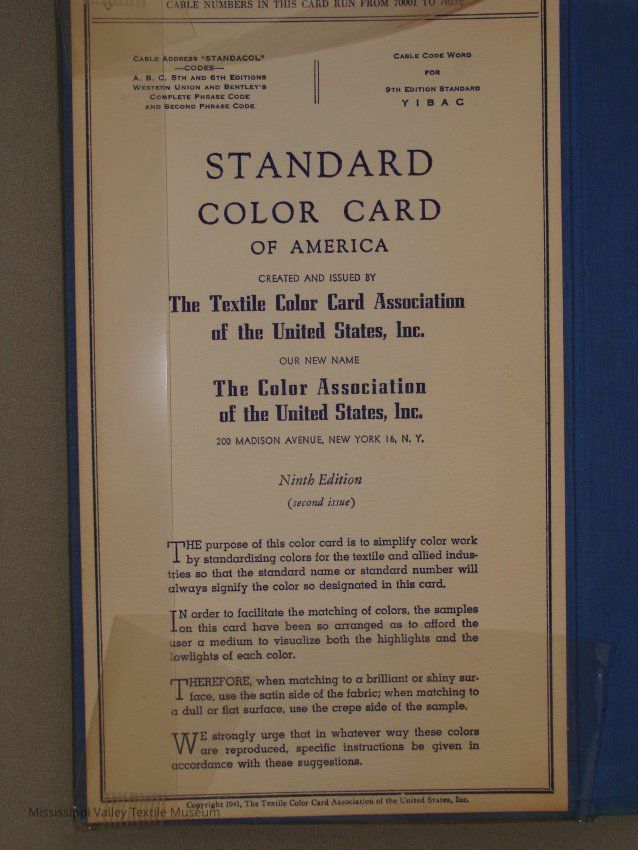 CABLE NUMBERS IN THIS CARD RUN FROM 70001 TO
CABLE ADDRESS "STANDACOL"
—CODES—
A. B. C. 5TH AND 6TH EDITIONS
WESTERN UNION AND BENTLEY'S
COMPLETE PHRASE CODE
AND SECOND PHRASE CODE
CABLE CODE WORD
FOR
9TH EDITION STANDARD
YIBAC
STANDARD
COLOR CARD
OF AMERICA
CREATED AND ISSUED BY
The Textile Color Card Association
of the United States, Inc.
OUR NEW NAME
The Color Association
of the United States, Inc.
200 MADISON AVENUE, NEW YORK 16, N. Y.
Ninth Edition
(second issue)
THE purpose of this color card is to simplify color work
by standardizing colors for the textile and allied indus-
tries so that the standard name or standard number will
always signify the color so designated in this card.
IN order to facilitate the matching of colors, the samples
on this card have been so arranged as to afford the
user a medium to visualize both the highlights and the
lowlights of each color.
THEREFORE, when matching to a brilliant or shiny sur-
face, use the satin side of the fabric; when matching to
a dull or flat surface, use the crepe side of the sample.
WE strongly urge that in whatever way these colors
are reproduced, specific instructions be given in
accordance with these suggestions.
Copyright 1941, The Textile Color Card Association of the United States, Inc.
Mississippi Valley Textile Museum